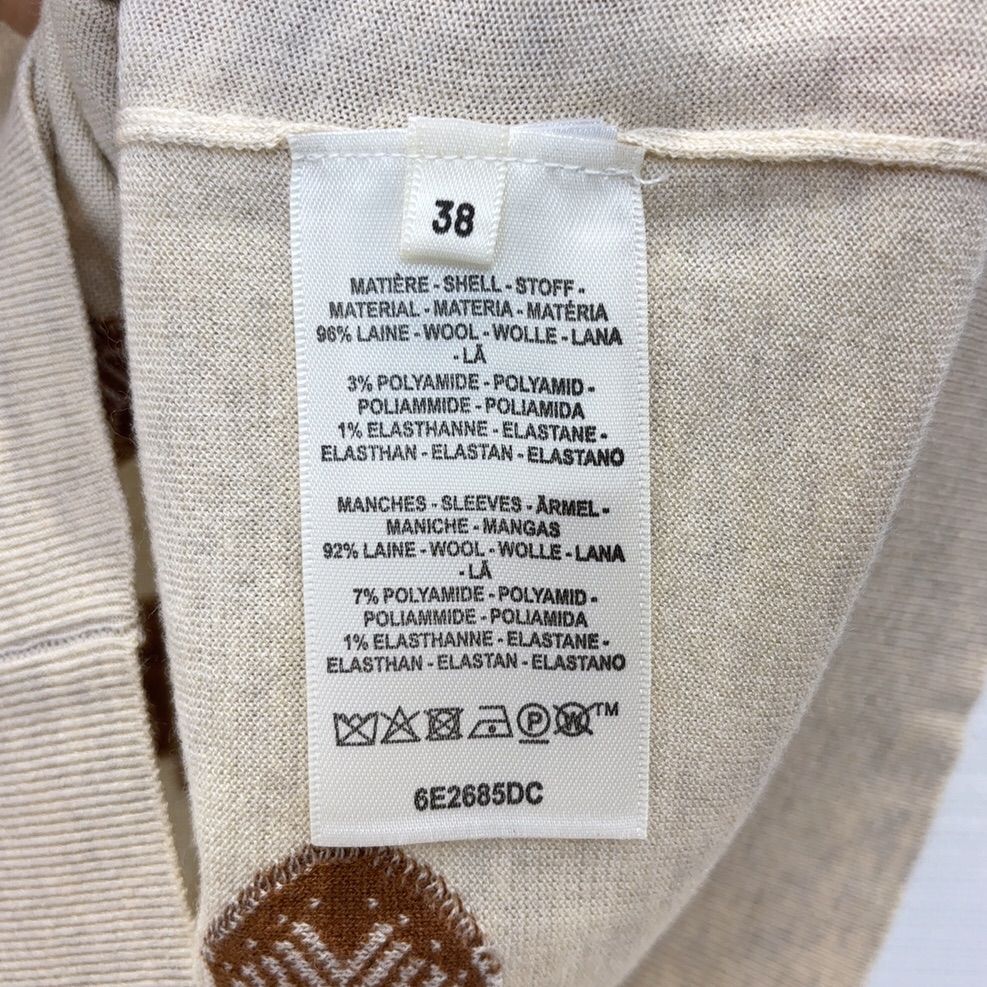 38
MATIÈRE - SHELL - STOFF -
MATERIAL - MATERIA - MATÉRIA
96% LAINE - WOOL - WOLLE - LANA
- LÃ
3% POLYAMIDE - POLYAMID -
POLIAMMIDE - POLIAMIDA
1% ELASTHANNE - ELASTANE -
ELASTHAN - ELASTAN - ELASTANO
MANCHES - SLEEVES - ÄRMEL -
MANICHE - MANGAS
92% LAINE - WOOL - WOLLE - LANA
- LÃ
7% POLYAMIDE - POLYAMID -
POLIAMMIDE - POLIAMIDA
1% ELASTHANNE - ELASTANE -
ELASTHAN - ELASTAN - ELASTANO
P W TM
6E2685DC